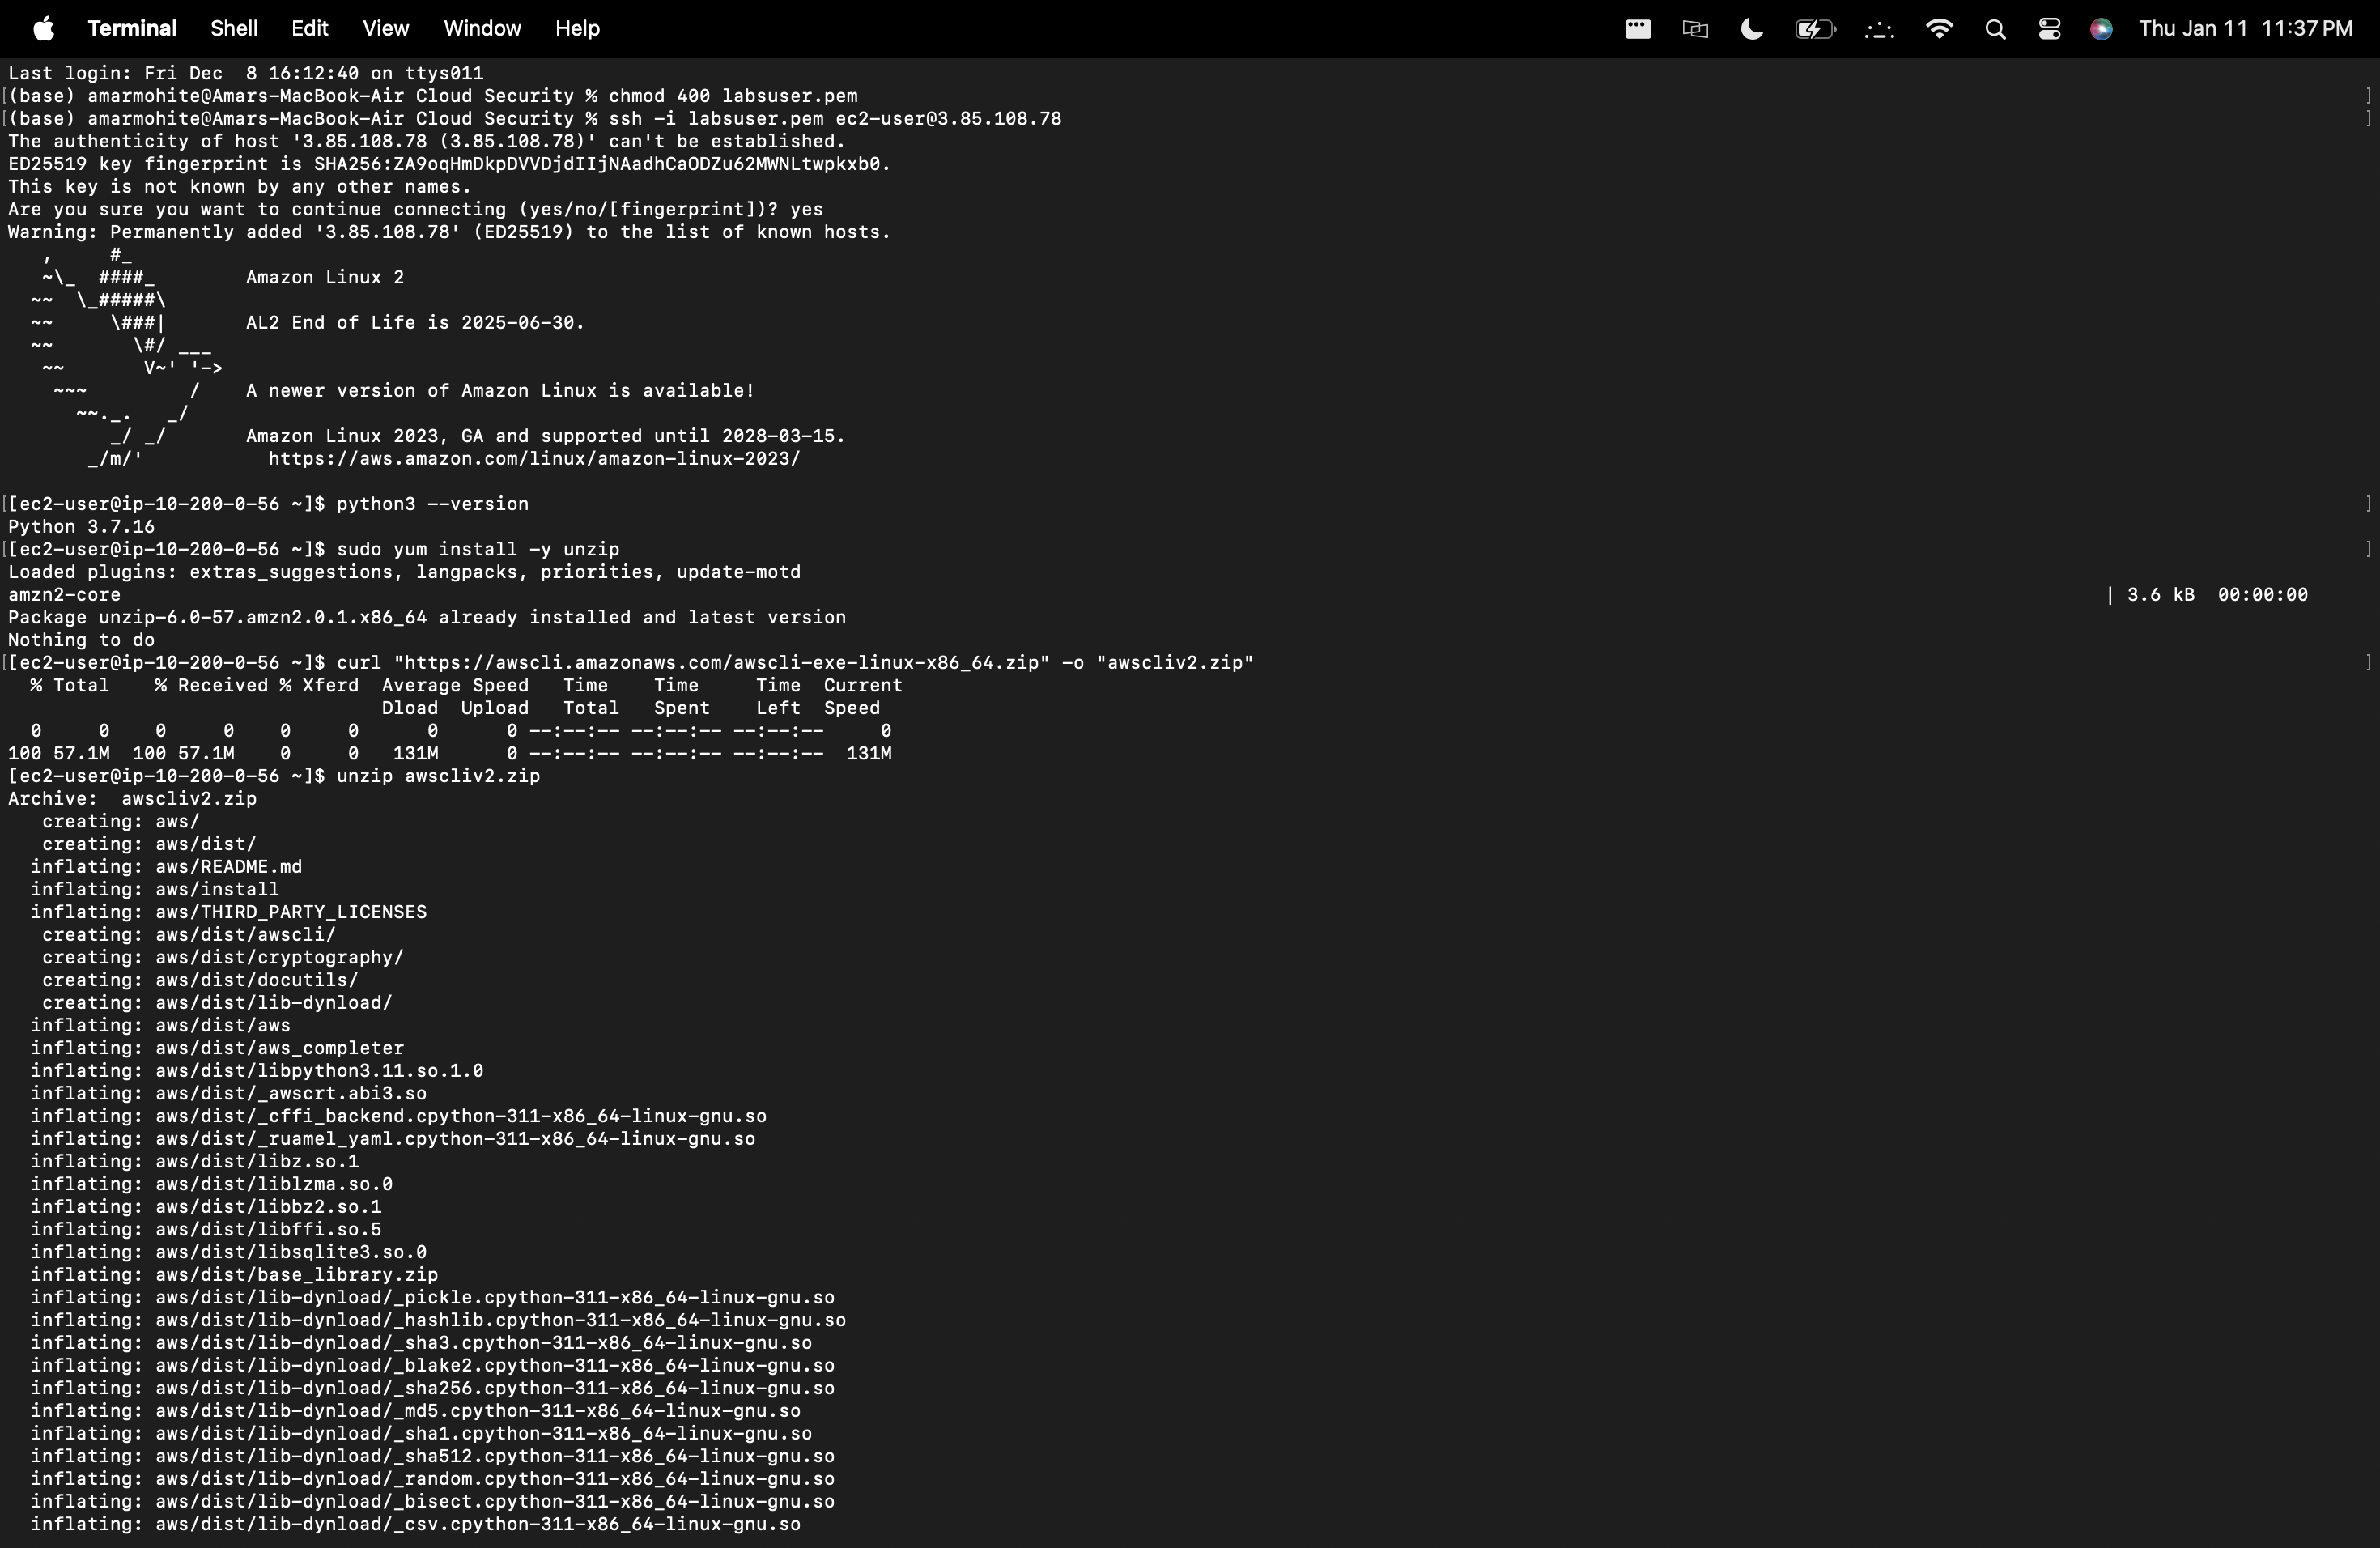 Terminal Shell Edit View Window Help Thu Jan 11 11:37 PM
Last login: Fri Dec  8 16:12:40 on ttys011
[(base) amarmohite@Amars-MacBook-Air Cloud Security % chmod 400 labsuser.pem ]
[(base) amarmohite@Amars-MacBook-Air Cloud Security % ssh -i labsuser.pem ec2-user@3.85.108.78 ]
The authenticity of host '3.85.108.78 (3.85.108.78)' can't be established.
ED25519 key fingerprint is SHA256:ZA9oqHmDkpDVVDjdIIjNAadhCaODZu62MWNLtwpkxb0.
This key is not known by any other names.
Are you sure you want to continue connecting (yes/no/[fingerprint])? yes
Warning: Permanently added '3.85.108.78' (ED25519) to the list of known hosts.
   ,     #_
   ~\_  ####_        Amazon Linux 2
  ~~  \_#####\
  ~~     \###|       AL2 End of Life is 2025-06-30.
  ~~       \#/ ___
   ~~       V~' '->
    ~~~         /    A newer version of Amazon Linux is available!
      ~~._.   _/
         _/ _/       Amazon Linux 2023, GA and supported until 2028-03-15.
       _/m/'           https://aws.amazon.com/linux/amazon-linux-2023/
[[ec2-user@ip-10-200-0-56 ~]$ python3 --version ]
Python 3.7.16
[[ec2-user@ip-10-200-0-56 ~]$ sudo yum install -y unzip ]
Loaded plugins: extras_suggestions, langpacks, priorities, update-motd
amzn2-core | 3.6 kB  00:00:00
Package unzip-6.0-57.amzn2.0.1.x86_64 already installed and latest version
Nothing to do
[[ec2-user@ip-10-200-0-56 ~]$ curl "https://awscli.amazonaws.com/awscli-exe-linux-x86_64.zip" -o "awscliv2.zip" ]
  % Total    % Received % Xferd  Average Speed   Time    Time     Time  Current
                                 Dload  Upload   Total   Spent    Left  Speed
  0     0    0     0    0     0      0      0 --:--:-- --:--:-- --:--:--     0
100 57.1M  100 57.1M    0     0   131M      0 --:--:-- --:--:-- --:--:--  131M
[ec2-user@ip-10-200-0-56 ~]$ unzip awscliv2.zip
Archive:  awscliv2.zip
   creating: aws/
   creating: aws/dist/
  inflating: aws/README.md
  inflating: aws/install
  inflating: aws/THIRD_PARTY_LICENSES
   creating: aws/dist/awscli/
   creating: aws/dist/cryptography/
   creating: aws/dist/docutils/
   creating: aws/dist/lib-dynload/
  inflating: aws/dist/aws
  inflating: aws/dist/aws_completer
  inflating: aws/dist/libpython3.11.so.1.0
  inflating: aws/dist/_awscrt.abi3.so
  inflating: aws/dist/_cffi_backend.cpython-311-x86_64-linux-gnu.so
  inflating: aws/dist/_ruamel_yaml.cpython-311-x86_64-linux-gnu.so
  inflating: aws/dist/libz.so.1
  inflating: aws/dist/liblzma.so.0
  inflating: aws/dist/libbz2.so.1
  inflating: aws/dist/libffi.so.5
  inflating: aws/dist/libsqlite3.so.0
  inflating: aws/dist/base_library.zip
  inflating: aws/dist/lib-dynload/_pickle.cpython-311-x86_64-linux-gnu.so
  inflating: aws/dist/lib-dynload/_hashlib.cpython-311-x86_64-linux-gnu.so
  inflating: aws/dist/lib-dynload/_sha3.cpython-311-x86_64-linux-gnu.so
  inflating: aws/dist/lib-dynload/_blake2.cpython-311-x86_64-linux-gnu.so
  inflating: aws/dist/lib-dynload/_sha256.cpython-311-x86_64-linux-gnu.so
  inflating: aws/dist/lib-dynload/_md5.cpython-311-x86_64-linux-gnu.so
  inflating: aws/dist/lib-dynload/_sha1.cpython-311-x86_64-linux-gnu.so
  inflating: aws/dist/lib-dynload/_sha512.cpython-311-x86_64-linux-gnu.so
  inflating: aws/dist/lib-dynload/_random.cpython-311-x86_64-linux-gnu.so
  inflating: aws/dist/lib-dynload/_bisect.cpython-311-x86_64-linux-gnu.so
  inflating: aws/dist/lib-dynload/_csv.cpython-311-x86_64-linux-gnu.so